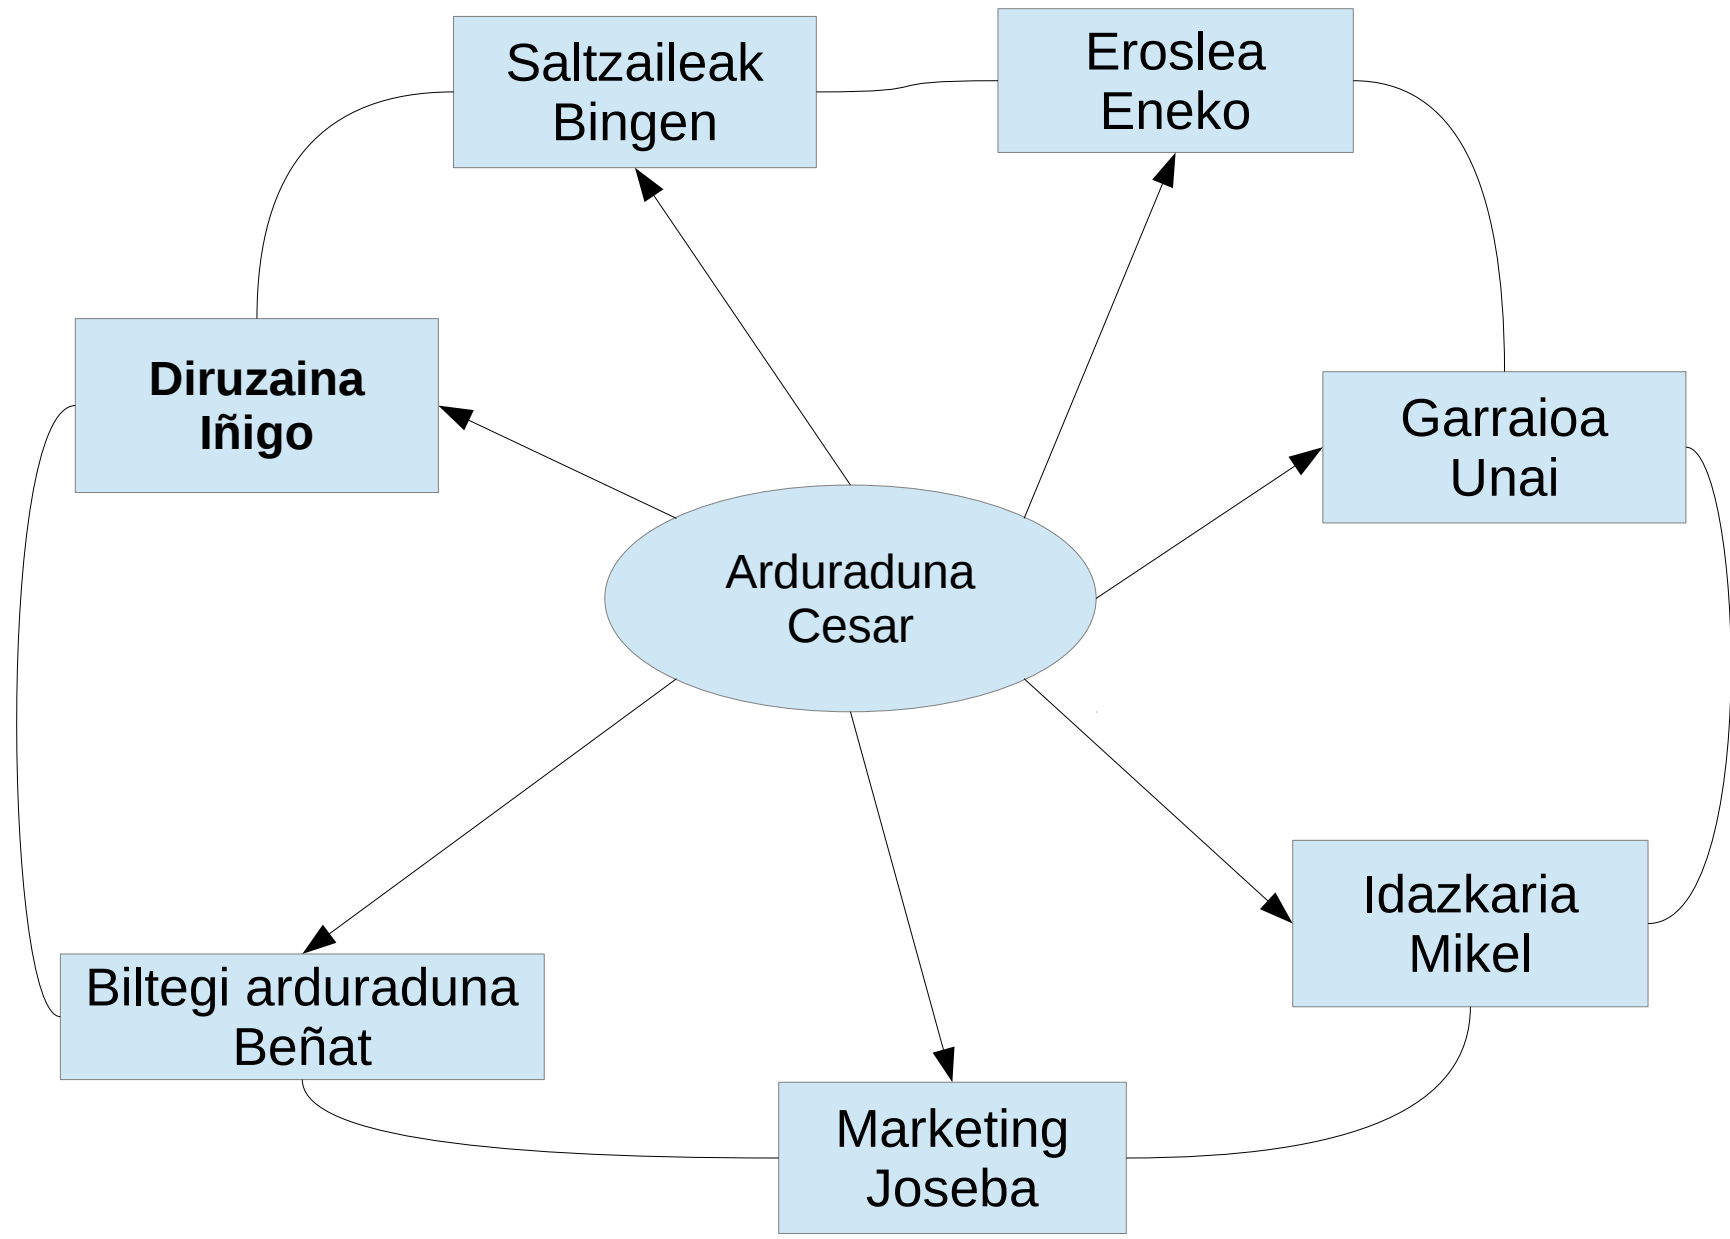 Saltzaileak
Bingen
Eroslea
Eneko
Diruzaina
Iñigo
Garraioa
Unai
Arduraduna
Cesar
Idazkaria
Mikel
Biltegi arduraduna
Beñat
Marketing
Joseba